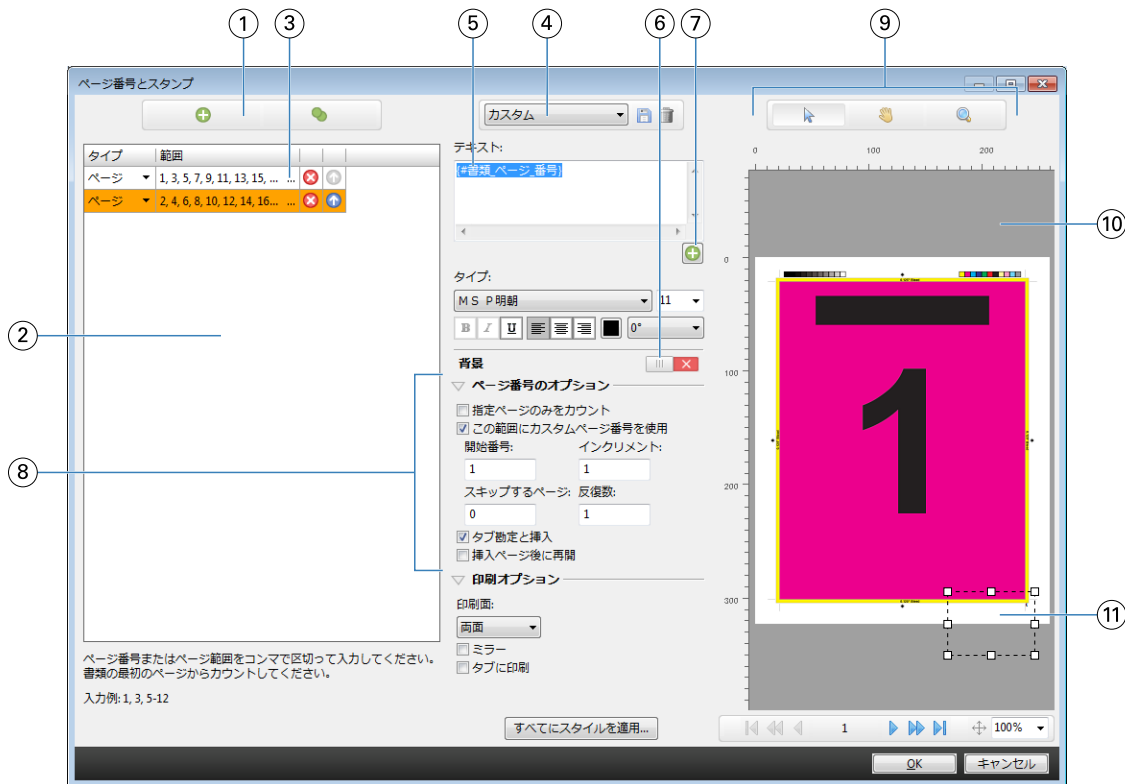 1 3 5 4 6 7 9
ページ番号とスタンプ
カスタム
タイプ 範囲
ページ 1, 3, 5, 7, 9, 11, 13, 15, ... ...
ページ 2, 4, 6, 8, 10, 12, 14, 16... ...
テキスト:
{#書類_ページ_番号}
タイプ:
ＭＳ Ｐ明朝 11
B I U 0°
背景
ページ番号のオプション
指定ページのみをカウント
この範囲にカスタムページ番号を使用
開始番号: インクリメント:
1 1
スキップするページ: 反復数:
0 1
タブ勘定と挿入
挿入ページ後に再開
印刷オプション
印刷面:
両面
ミラー
タブに印刷
すべてにスタイルを適用...
ページ番号またはページ範囲をコンマで区切って入力してください。
書類の最初のページからカウントしてください。
入力例: 1, 3, 5-12
2
8
0 100 200
0
100
200
300
1
10
11
1 100%
OK キャンセル